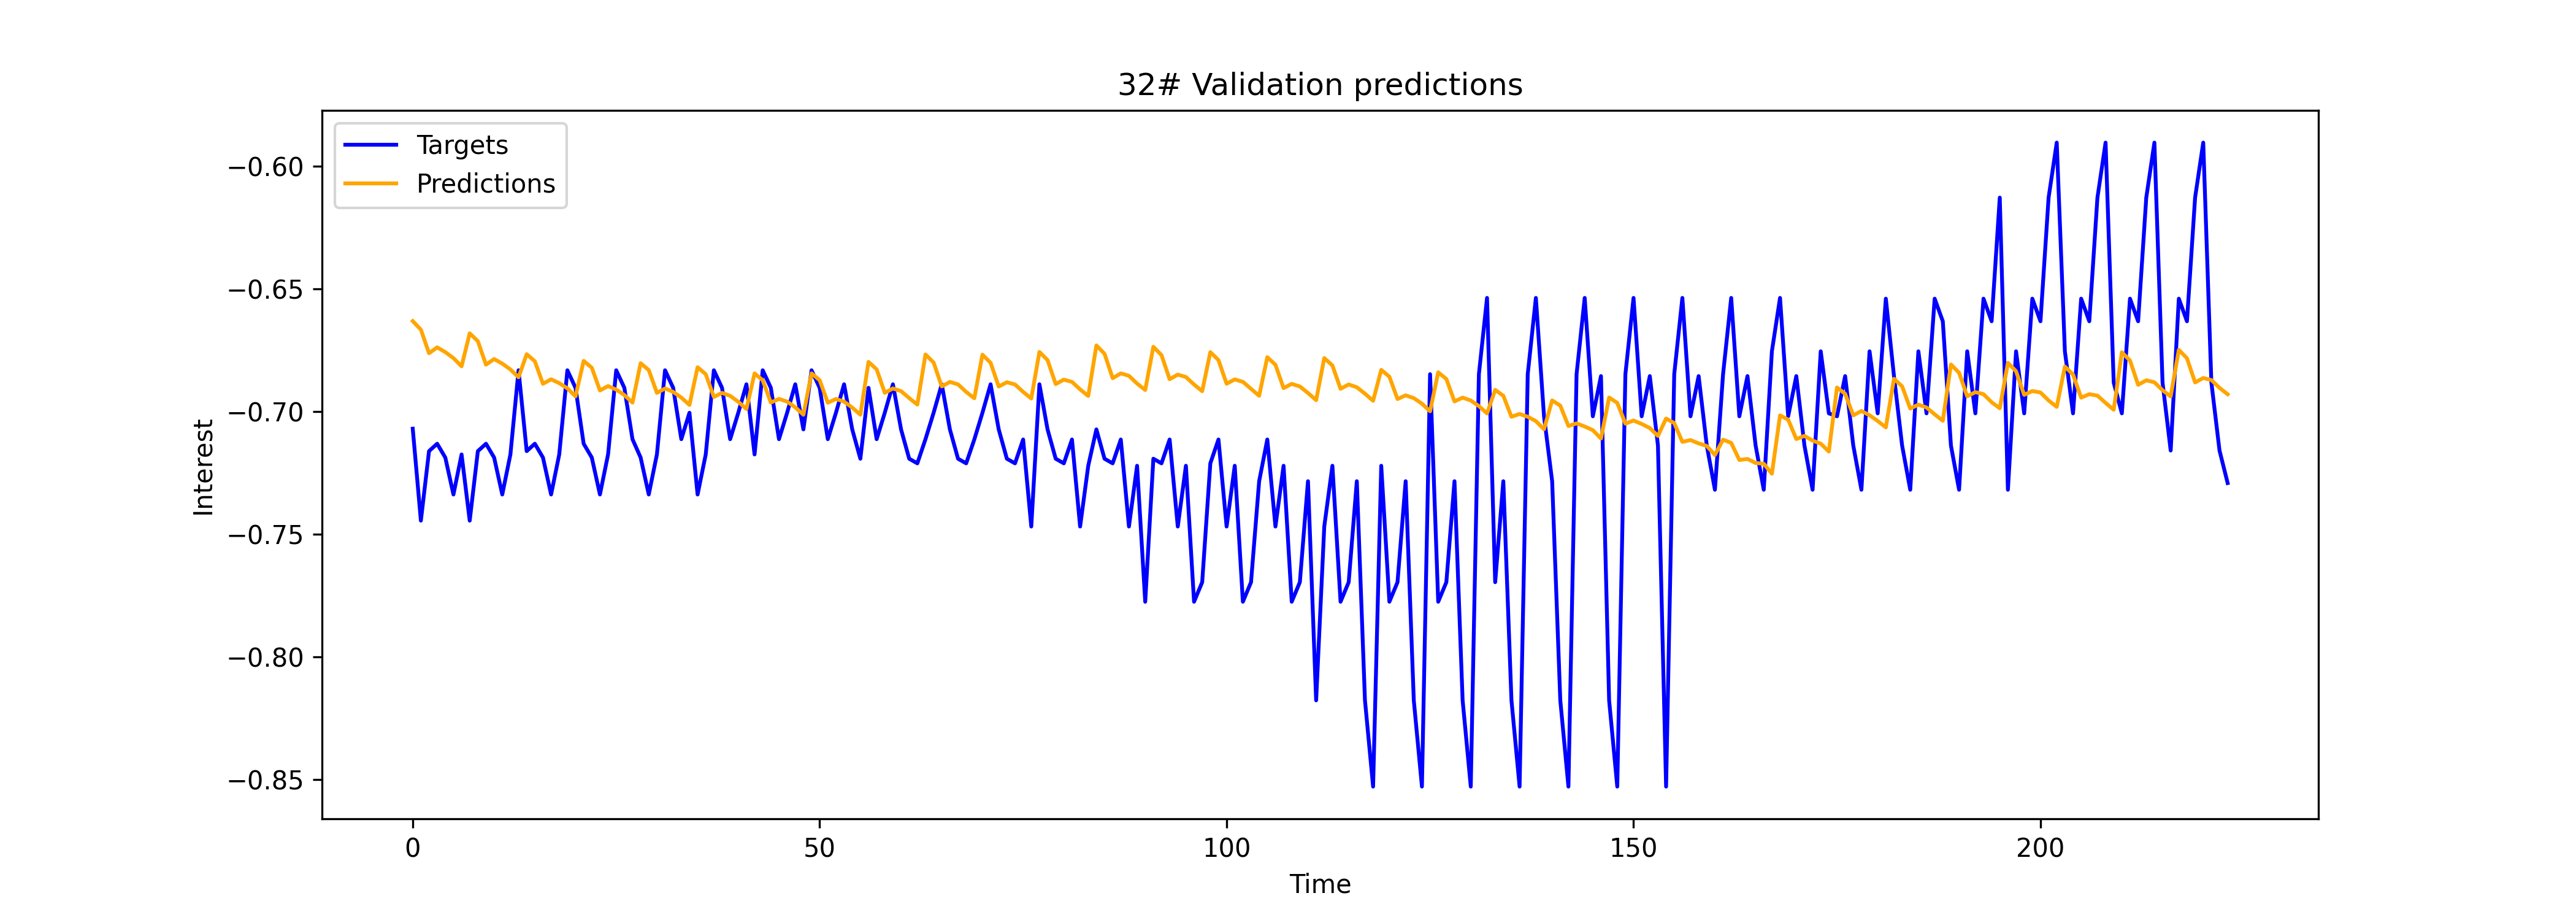 32# Validation predictions
Targets
Predictions
−0.60
−0.65
−0.70
−0.75
−0.80
−0.85
Interest
0 50 100 150 200
Time